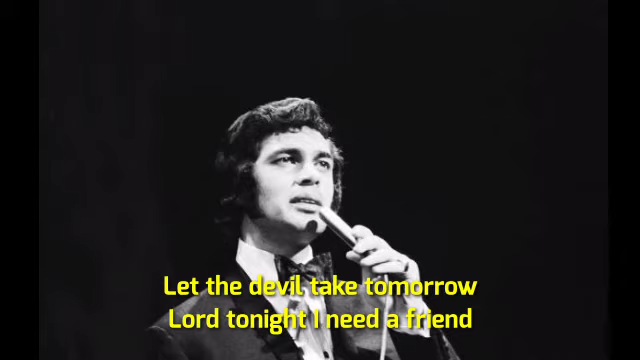 Let the devil take tomorrow
Lord tonight I need a friend